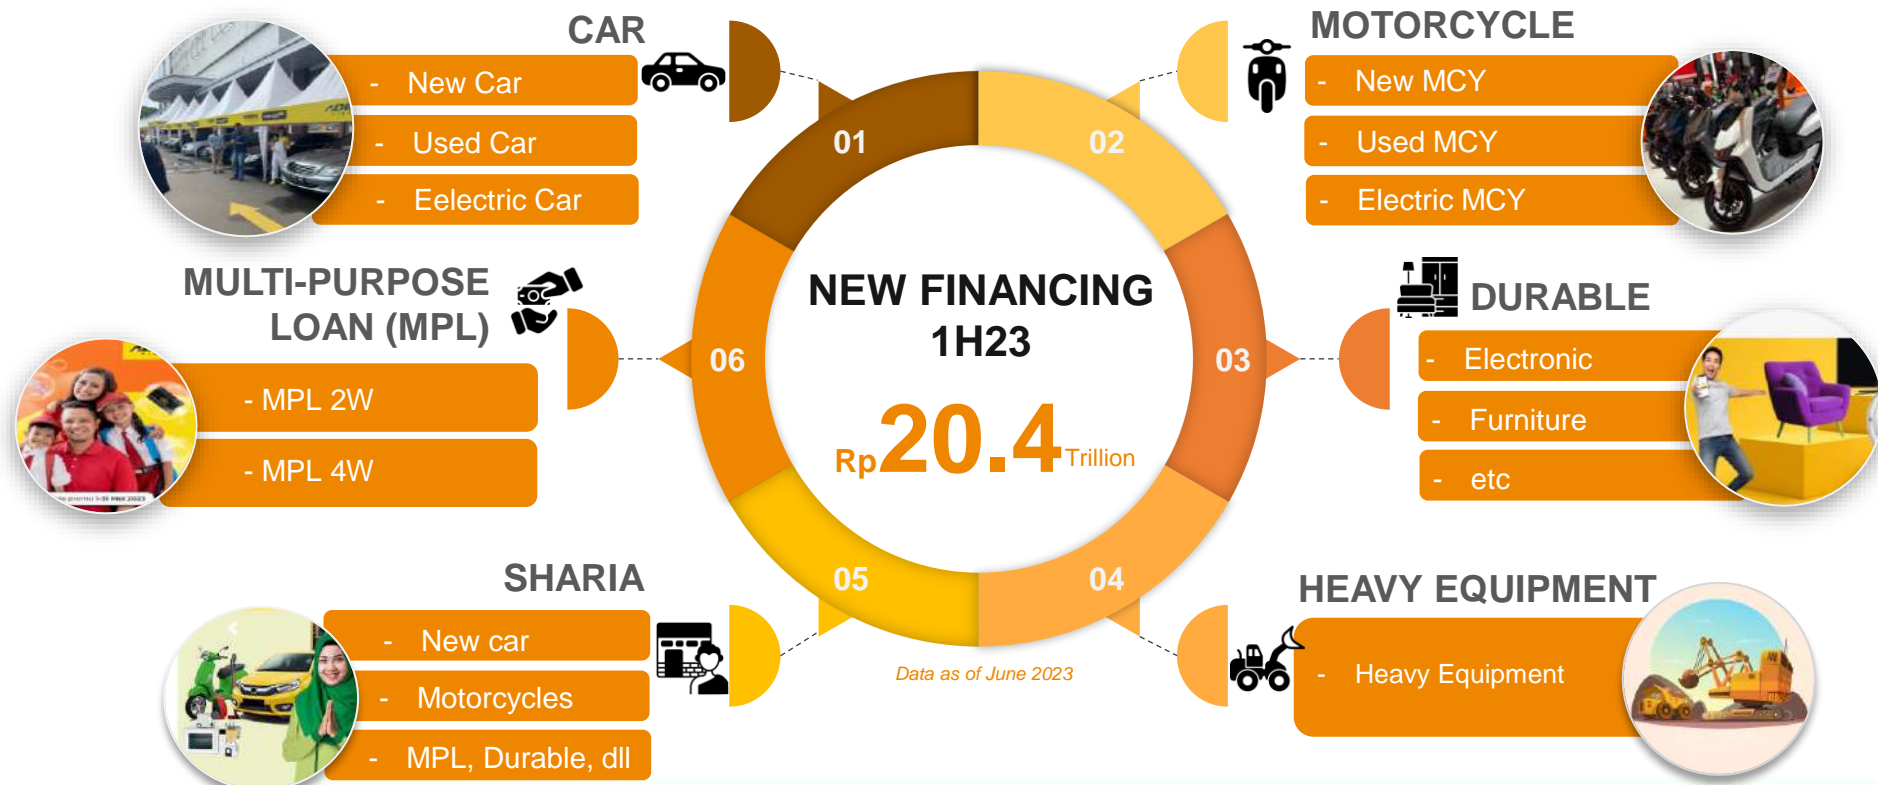 CAR
- New Car
- Used Car
- Eelectric Car
01
MOTORCYCLE
- New MCY
- Used MCY
- Electric MCY
02
DURABLE
- Electronic
- Furniture
- etc
03
HEAVY EQUIPMENT
- Heavy Equipment
04
SHARIA
- New car
- Motorcycles
- MPL, Durable, dll
05
MULTI-PURPOSE
LOAN (MPL)
- MPL 2W
- MPL 4W
06
NEW FINANCING
1H23
Rp20.4 Trillion
Data as of June 2023